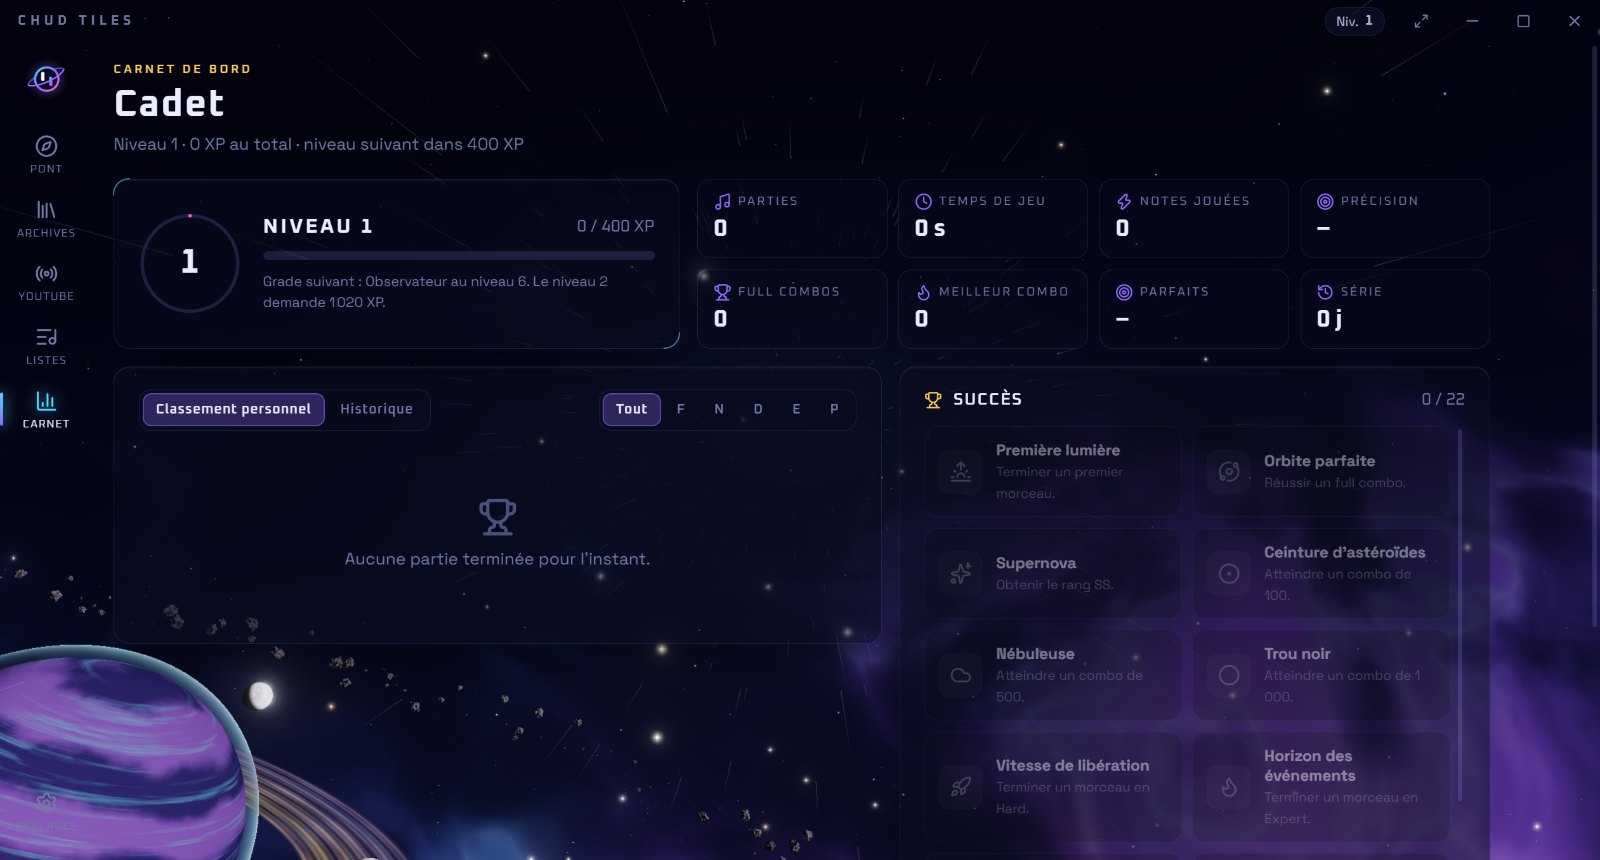 CHUD TILES
Niv. 1
CARNET DE BORD
Cadet
Niveau 1 · 0 XP au total · niveau suivant dans 400 XP
PONT
ARCHIVES
YOUTUBE
LISTES
CARNET
RÉGLAGES
1
NIVEAU 1
0 / 400 XP
Grade suivant : Observateur au niveau 6. Le niveau 2
demande 1 020 XP.
PARTIES
0
TEMPS DE JEU
0 s
NOTES JOUÉES
0
PRÉCISION
–
FULL COMBOS
0
MEILLEUR COMBO
0
PARFAITS
–
SÉRIE
0 j
Classement personnel
Historique
Tout
F
N
D
E
P
Aucune partie terminée pour l'instant.
SUCCÈS
0 / 22
Première lumière
Terminer un premier
morceau.
Orbite parfaite
Réussir un full combo.
Supernova
Obtenir le rang SS.
Ceinture d'astéroïdes
Atteindre un combo de
100.
Nébuleuse
Atteindre un combo de
500.
Trou noir
Atteindre un combo de 1
000.
Vitesse de libération
Terminer un morceau en
Hard.
Horizon des
événements
Terminer un morceau en
Expert.